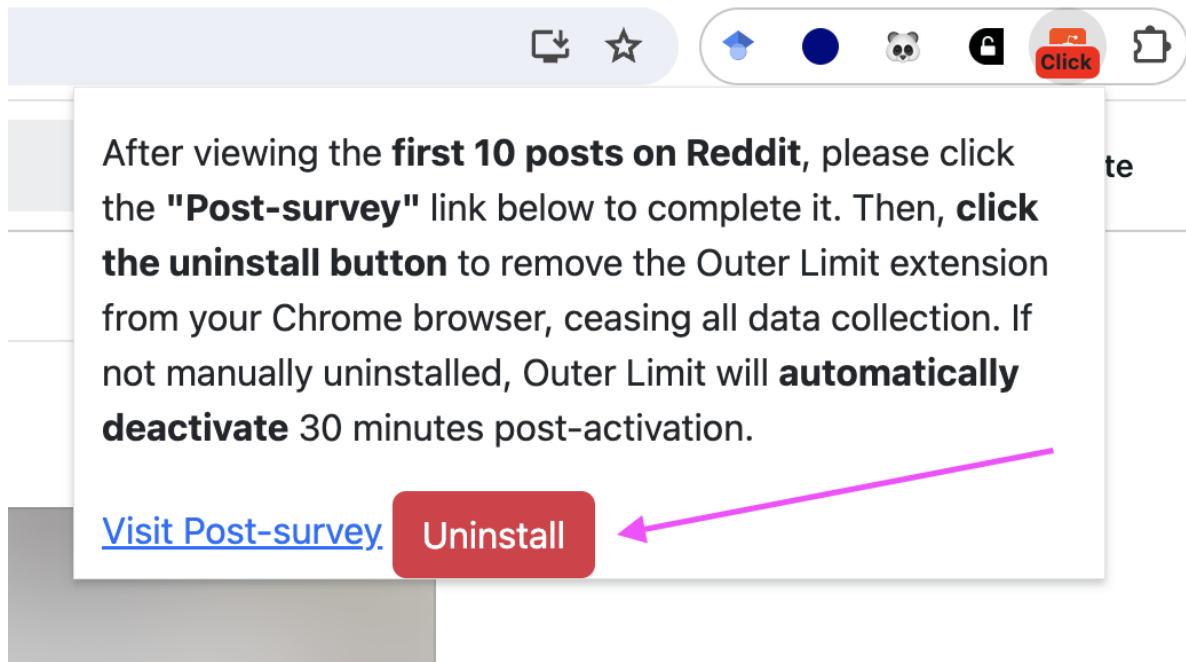 Click
te
After viewing the first 10 posts on Reddit, please click
the "Post-survey" link below to complete it. Then, click
the uninstall button to remove the Outer Limit extension
from your Chrome browser, ceasing all data collection. If
not manually uninstalled, Outer Limit will automatically
deactivate 30 minutes post-activation.
Visit Post-survey Uninstall